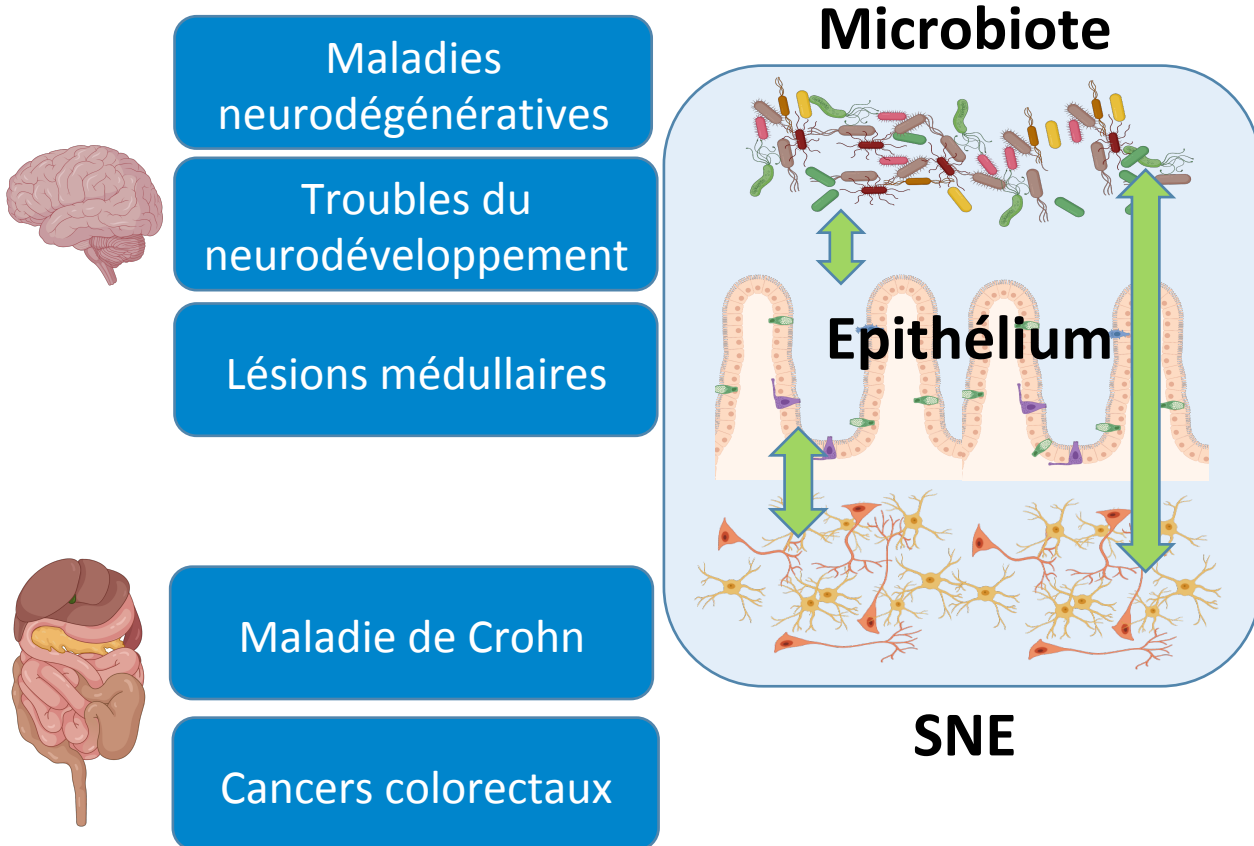 Maladies
neurodégénératives
Troubles du
neurodéveloppement
Lésions médullaires
Maladie de Crohn
Cancers colorectaux
Microbiote
Epithélium
SNE